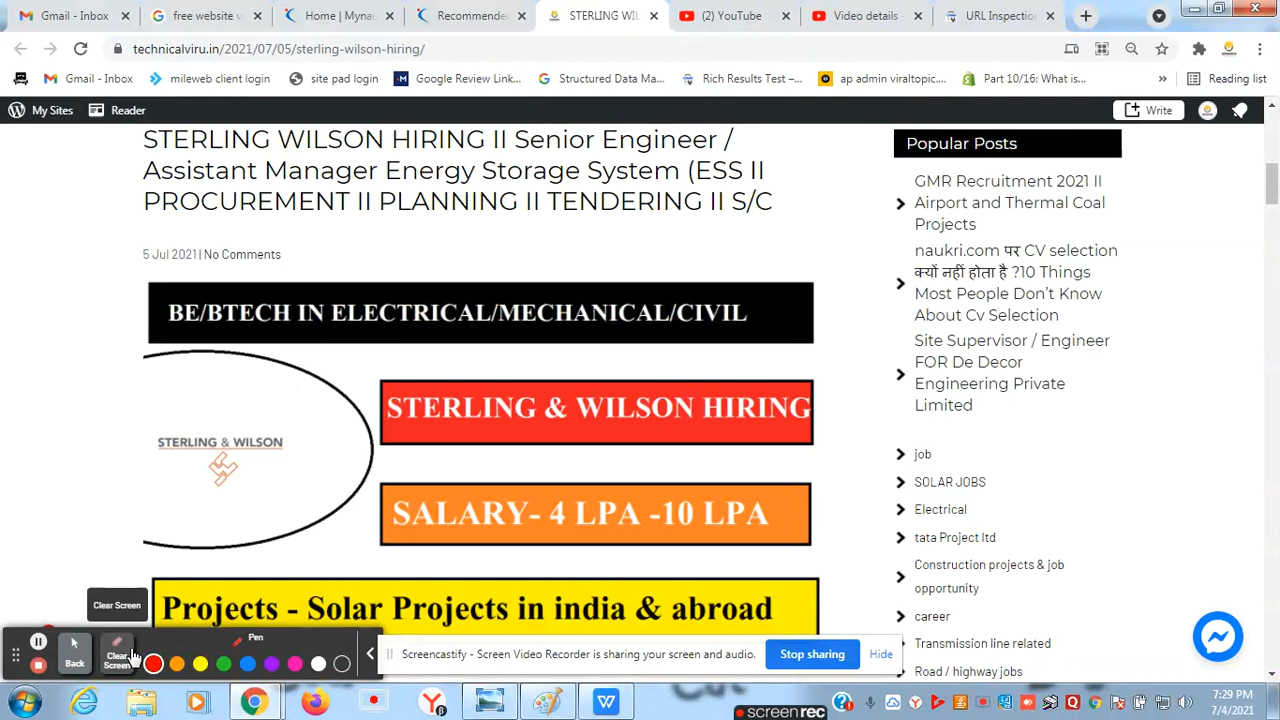 Gmail - Inbox
free website v
Home | Mynau
Recommende
STERLING WIL
(2) YouTube
Video details -
URL Inspectio
technicalviru.in/2021/07/05/sterling-wilson-hiring/
Gmail - Inbox
mileweb client login
site pad login
Google Review Link...
Structured Data Ma...
Rich Results Test –...
ap admin viraltopic...
Part 10/16: What is...
»
Reading list
My Sites
Reader
Write
STERLING WILSON HIRING II Senior Engineer /
Assistant Manager Energy Storage System (ESS II
PROCUREMENT II PLANNING II TENDERING II S/C
5 Jul 2021 | No Comments
BE/BTECH IN ELECTRICAL/MECHANICAL/CIVIL
STERLING & WILSON
STERLING & WILSON HIRING
SALARY- 4 LPA -10 LPA
Projects - Solar Projects in india & abroad
Popular Posts
GMR Recruitment 2021 II
Airport and Thermal Coal
Projects
naukri.com पर CV selection
क्यों नहीं होता है ?10 Things
Most People Don't Know
About Cv Selection
Site Supervisor / Engineer
FOR De Decor
Engineering Private
Limited
job
SOLAR JOBS
Electrical
tata Project ltd
Construction projects & job
opportunity
career
Transmission line related
Road / highway jobs
Clear Screen
Back
Clear
Screen
Pen
Screencastify - Screen Video Recorder is sharing your screen and audio.
Stop sharing
Hide
screenrec
7:29 PM
7/4/2021